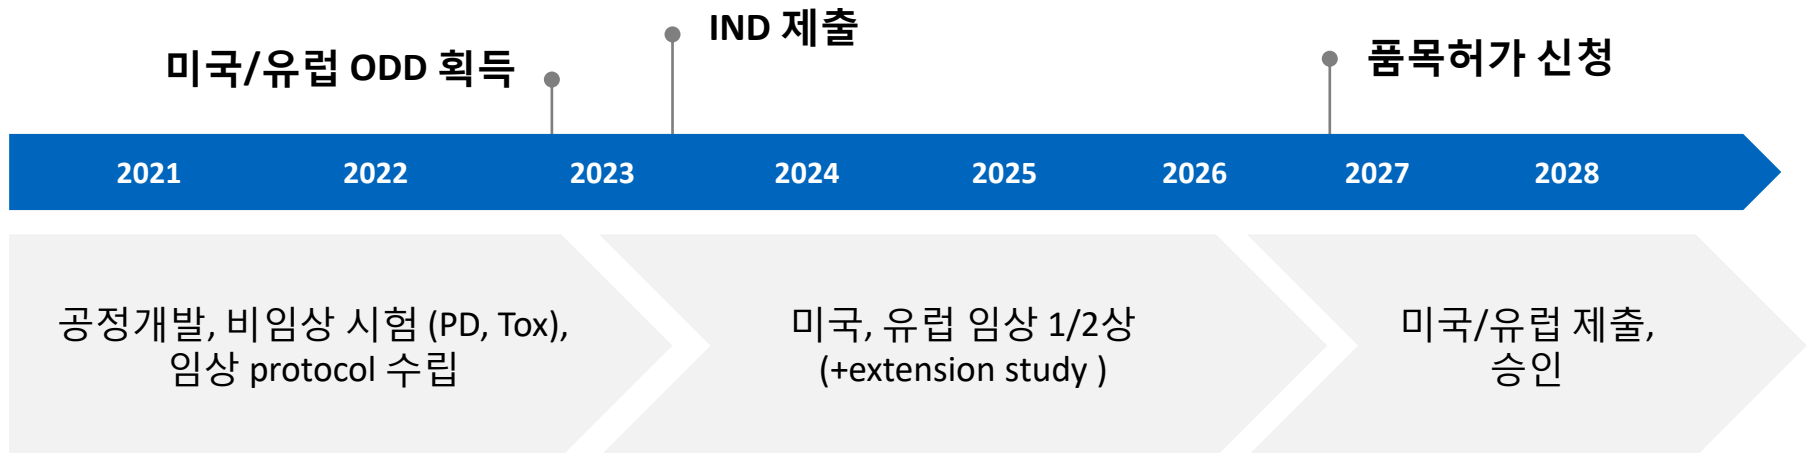 IND 제출
미국/유럽 ODD 획득
품목허가 신청
2021 2022 2023 2024 2025 2026 2027 2028
공정개발, 비임상 시험 (PD, Tox),
임상 protocol 수립
미국, 유럽 임상 1/2상
(+extension study )
미국/유럽 제출,
승인